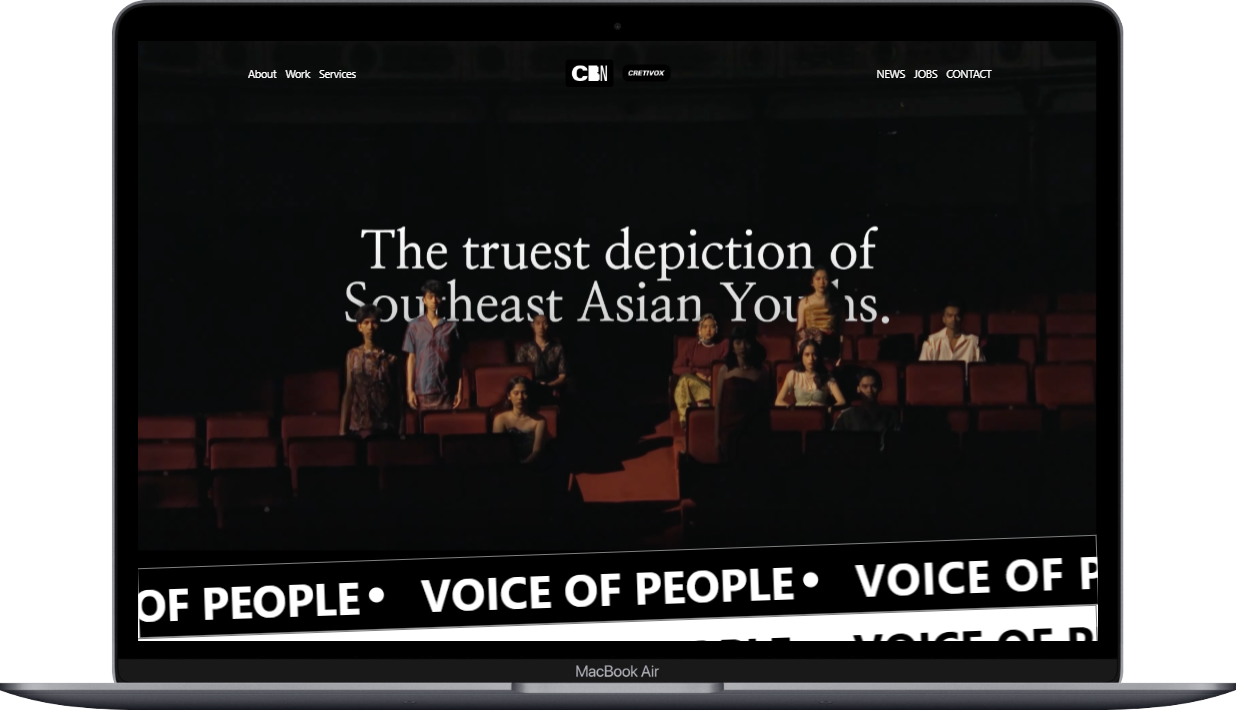 About Work Services
CBN
CRETIVOX
NEWS JOBS CONTACT
The truest depiction of
Southeast Asian Youths.
OF PEOPLE • VOICE OF PEOPLE • VOICE OF P
OPLE VOICE OF P
MacBook Air